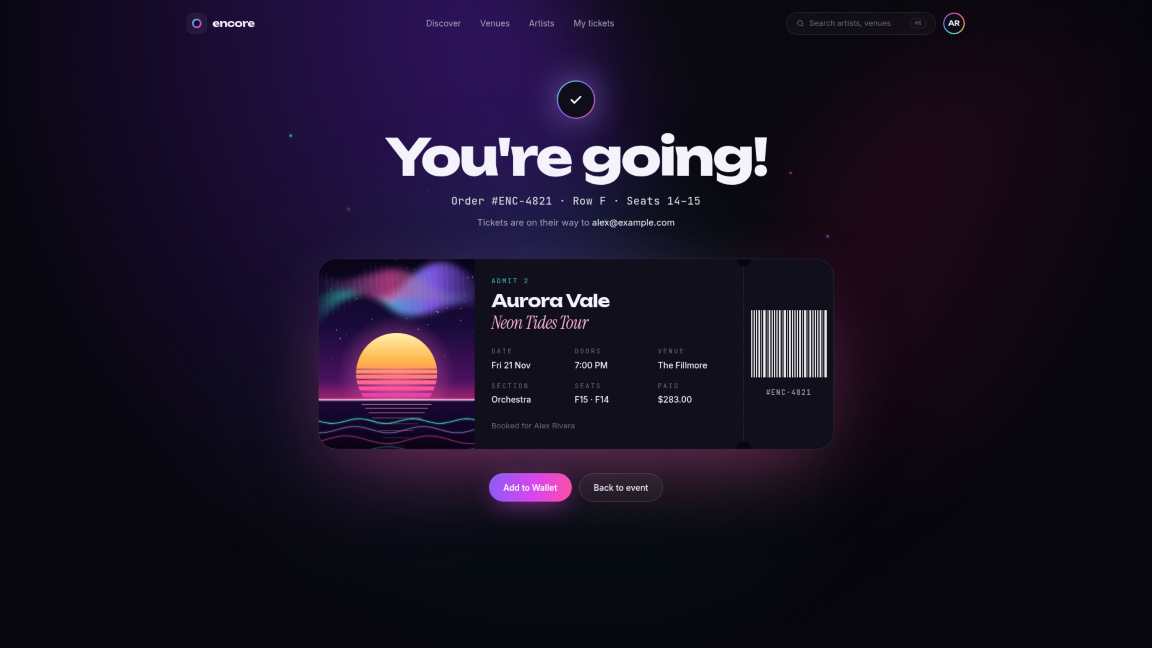 encore
Discover Venues Artists My tickets
Search artists, venues
AR
You're going!
Order #ENC-4821 · Row F · Seats 14–15
Tickets are on their way to alex@example.com
ADMIT 2
Aurora Vale
Neon Tides Tour
DATE DOORS VENUE
Fri 21 Nov 7:00 PM The Fillmore
SECTION SEATS PAID
Orchestra F15 · F14 $283.00
Booked for Alex Rivera
#ENC-4821
Add to Wallet Back to event